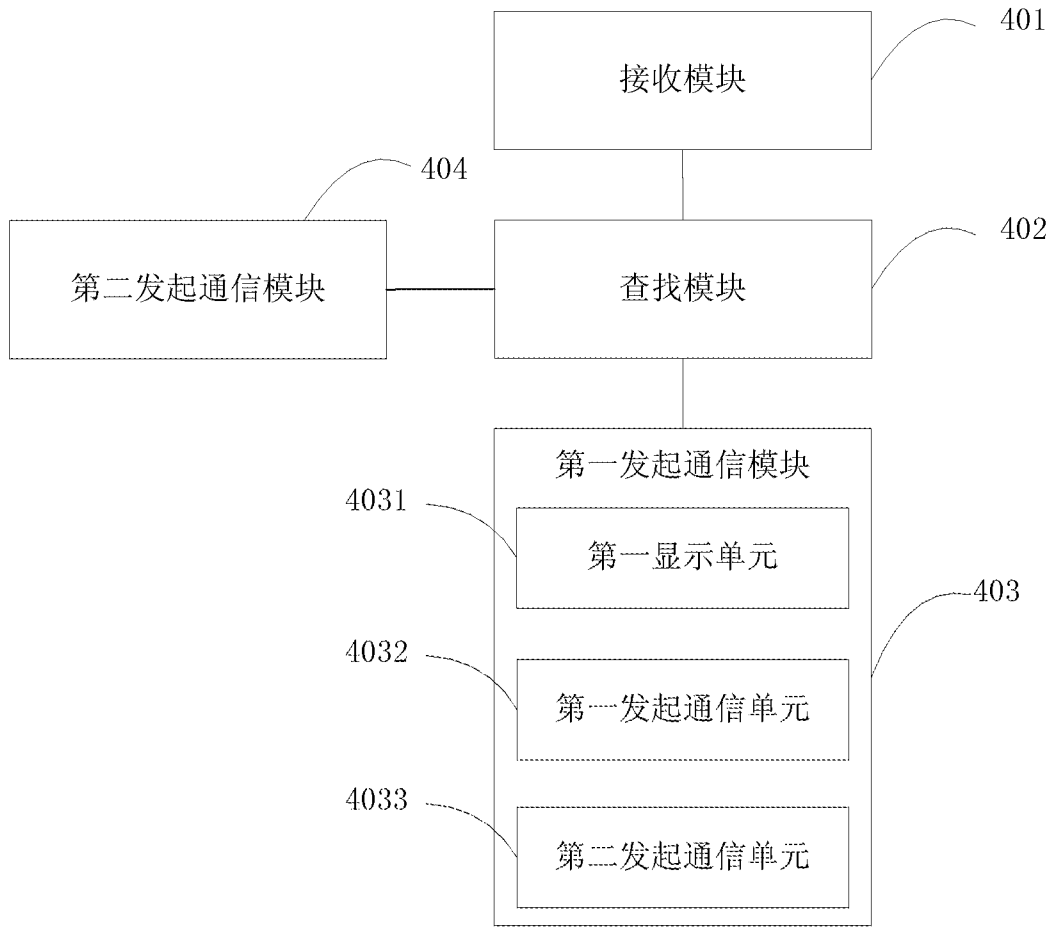 401
接收模块
404
402
第二发起通信模块
查找模块
第一发起通信模块
4031
第一显示单元
403
4032
第一发起通信单元
4033
第二发起通信单元